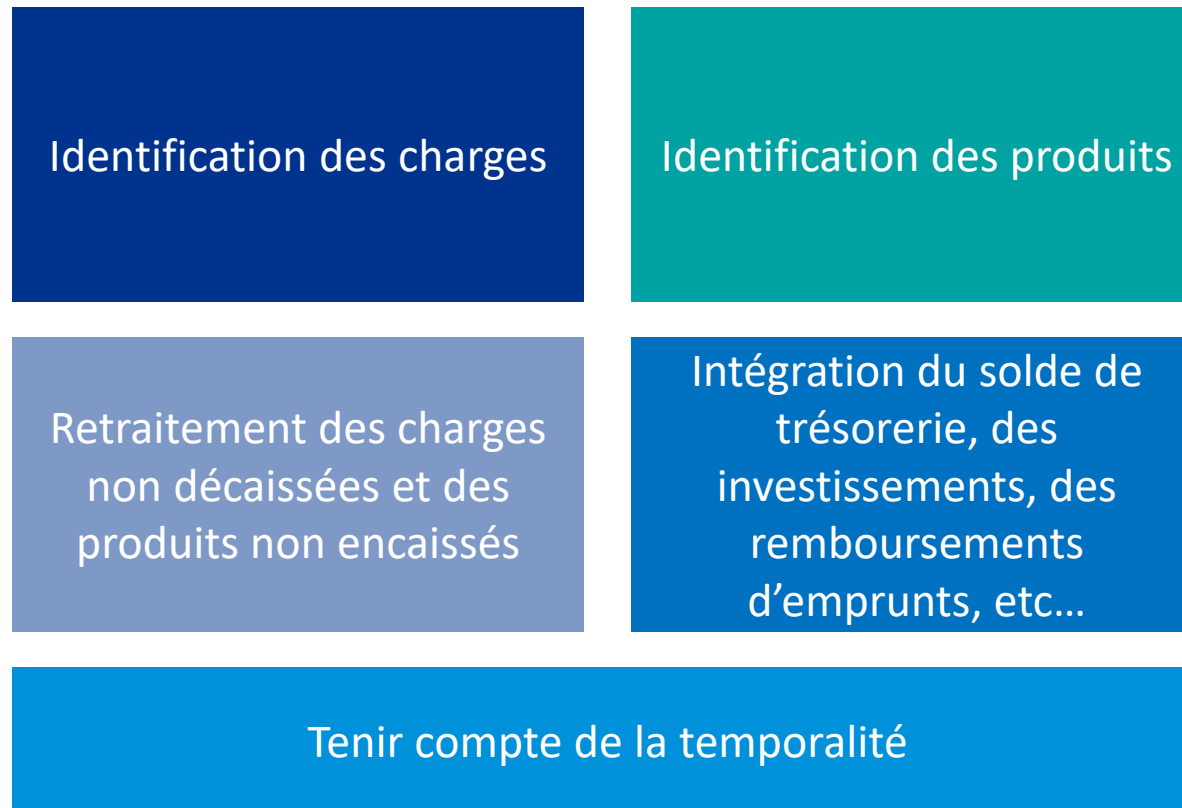 Identification des charges
Identification des produits
Retraitement des charges
non décaissées et des
produits non encaissés
Intégration du solde de
trésorerie, des
investissements, des
remboursements
d’emprunts, etc…
Tenir compte de la temporalité